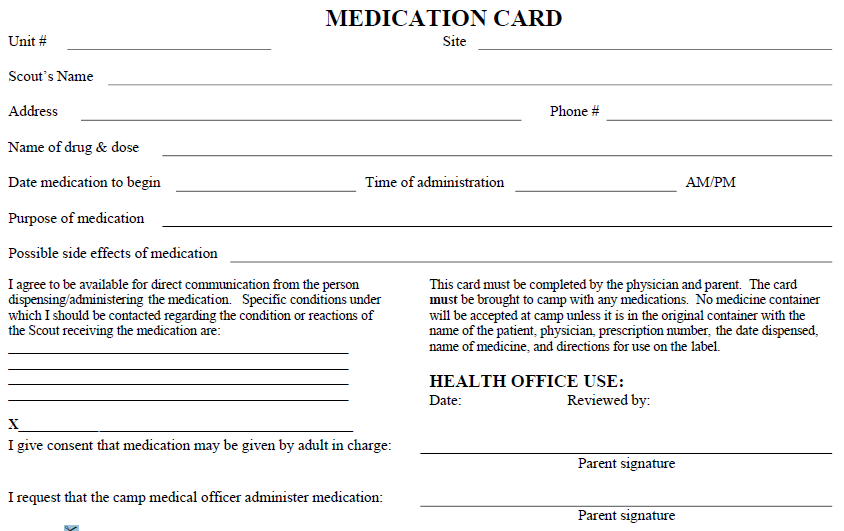 MEDICATION CARD
Unit # Site
Scout's Name
Address Phone #
Name of drug & dose
Date medication to begin Time of administration AM/PM
Purpose of medication
Possible side effects of medication
I agree to be available for direct communication from the person
dispensing/administering the medication. Specific conditions under
which I should be contacted regarding the condition or reactions of
the Scout receiving the medication are:
X
This card must be completed by the physician and parent. The card
must be brought to camp with any medications. No medicine container
will be accepted at camp unless it is in the original container with the
name of the patient, physician, prescription number, the date dispensed,
name of medicine, and directions for use on the label.
HEALTH OFFICE USE:
Date: Reviewed by:
I give consent that medication may be given by adult in charge:
Parent signature
I request that the camp medical officer administer medication:
Parent signature